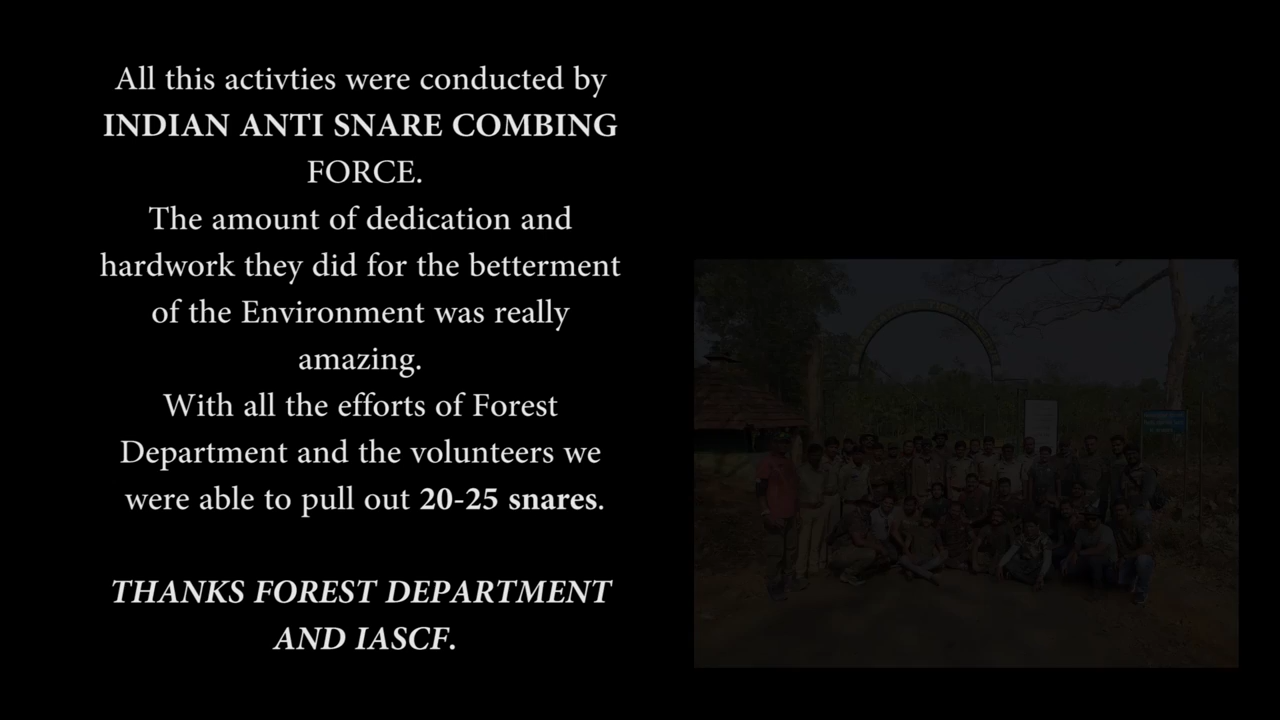 All this activties were conducted by
INDIAN ANTI SNARE COMBING
FORCE.
The amount of dedication and
hardwork they did for the betterment
of the Environment was really
amazing.
With all the efforts of Forest
Department and the volunteers we
were able to pull out 20-25 snares.
THANKS FOREST DEPARTMENT
AND IASCF.